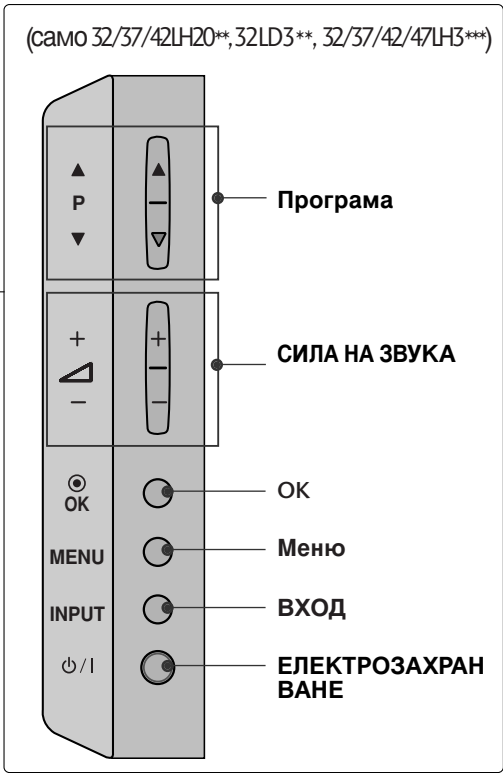 (само 32/37/42LH20**, 32LD3**, 32/37/42/47LH3***)
▲
P
▼
Програма
+
−
+
−
СИЛА НА ЗВУКА
OK
OK
MENU
Меню
INPUT
ВХОД
⏻/I
ЕЛЕКТРОЗАХРАН
ВАНЕ